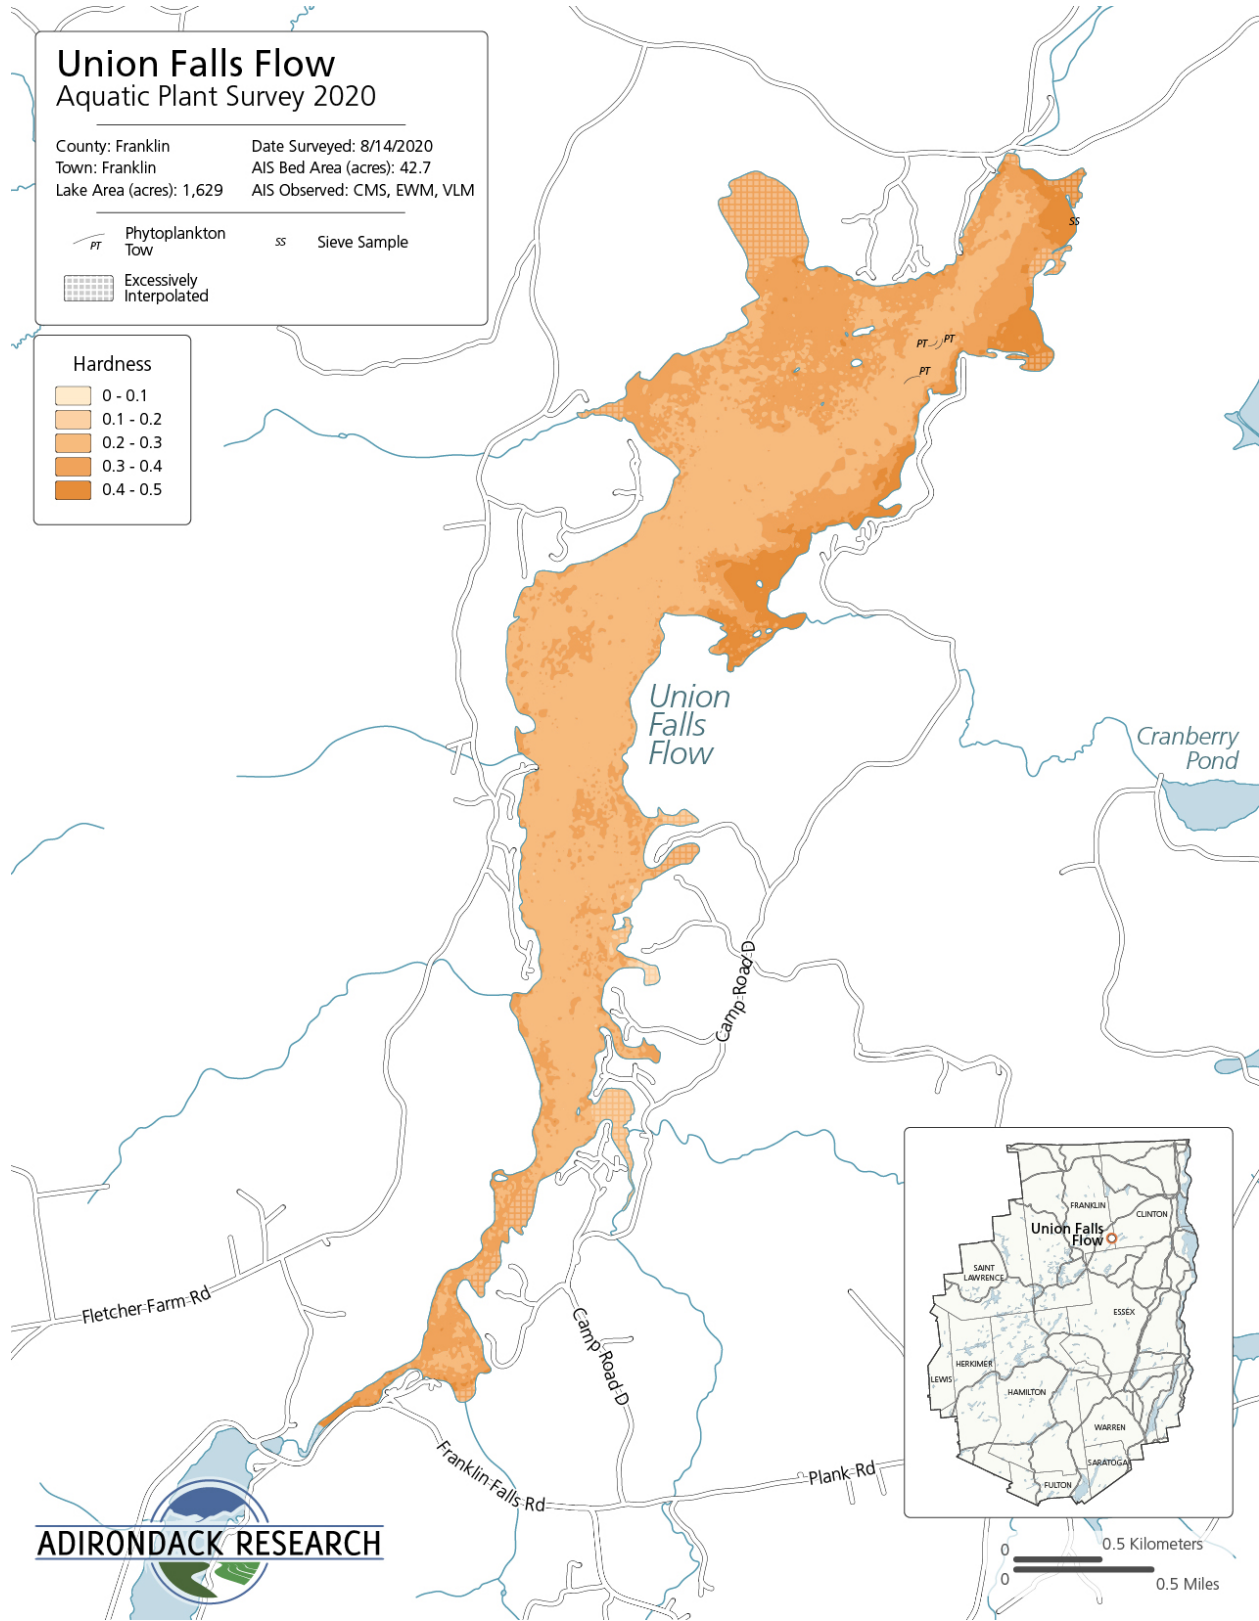 Union Falls Flow
Aquatic Plant Survey 2020
County: Franklin
Date Surveyed: 8/14/2020
Town: Franklin
AIS Bed Area (acres): 42.7
Lake Area (acres): 1,629
AIS Observed: CMS, EWM, VLM
PT
Phytoplankton
Tow
SS
Sieve Sample
Excessively
Interpolated
Hardness
0 - 0.1
0.1 - 0.2
0.2 - 0.3
0.3 - 0.4
0.4 - 0.5
SS
PT
PT
PT
Union
Falls
Flow
Cranberry
Pond
Camp-Road-D
Fletcher-Farm-Rd
Camp-Road-D
Franklin-Falls-Rd
Plank-Rd
FRANKLIN
CLINTON
Union Falls
Flow
SAINT
LAWRENCE
ESSEX
HERKIMER
LEWIS
HAMILTON
WARREN
SARATOGA
FULTON
ADIRONDACK RESEARCH
0
0.5 Kilometers
0
0.5 Miles